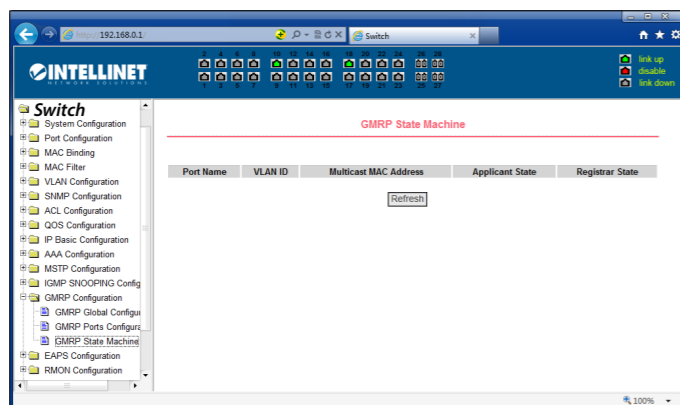 http://192.168.0.1/
Switch
INTELLINET
NETWORK SOLUTIONS
2 4 6 8 10 12 14 16 18 20 22 24 26 28
1 3 5 7 9 11 13 15 17 19 21 23 25 27
link up
disable
link down
Switch
System Configuration
Port Configuration
MAC Binding
MAC Filter
VLAN Configuration
SNMP Configuration
ACL Configuration
QOS Configuration
IP Basic Configuration
AAA Configuration
MSTP Configuration
IGMP SNOOPING Config
GMRP Configuration
GMRP Global Configu
GMRP Ports Configura
GMRP State Machine
EAPS Configuration
RMON Configuration
GMRP State Machine
Port Name VLAN ID Multicast MAC Address Applicant State Registrar State
Refresh
100%